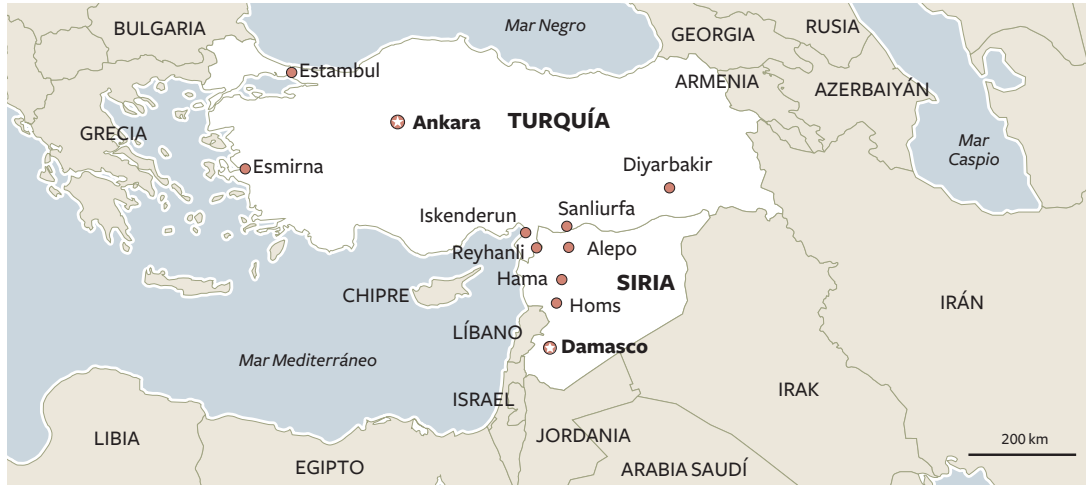 BULGARIA
Mar Negro
GEORGIA
RUSIA
Estambul
ARMENIA
AZERBAIYÁN
GRECIA
Ankara
TURQUÍA
Mar
Caspio
Esmirna
Diyarbakir
Iskenderun
Sanliurfa
Reyhanli
Alepo
Hama
SIRIA
CHIPRE
Homs
IRÁN
LÍBANO
Mar Mediterráneo
Damasco
ISRAEL
IRAK
LIBIA
JORDANIA
200 km
EGIPTO
ARABIA SAUDÍ